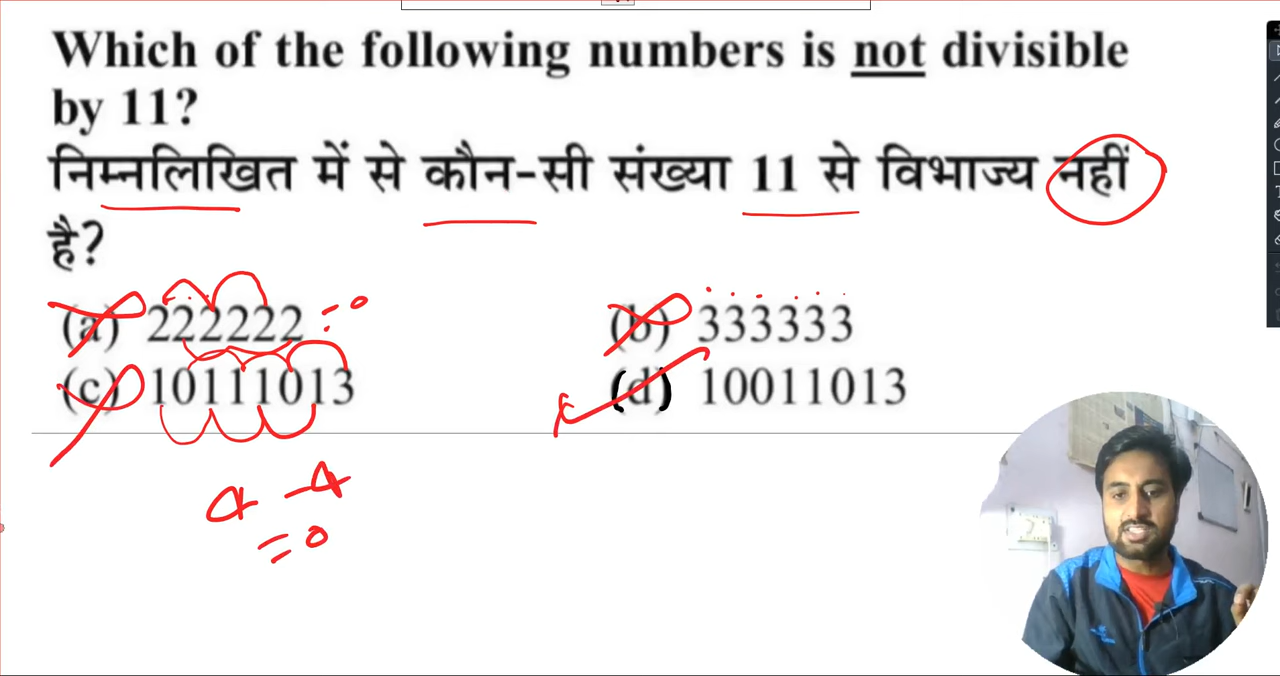 Which of the following numbers is not divisible
by 11?
निम्नलिखित में से कौन-सी संख्या 11 से विभाज्य नहीं
है?
(a) 222222 = 0
(b) 333333
(c) 10111013
(d) 10011013
4 - 4
= 0